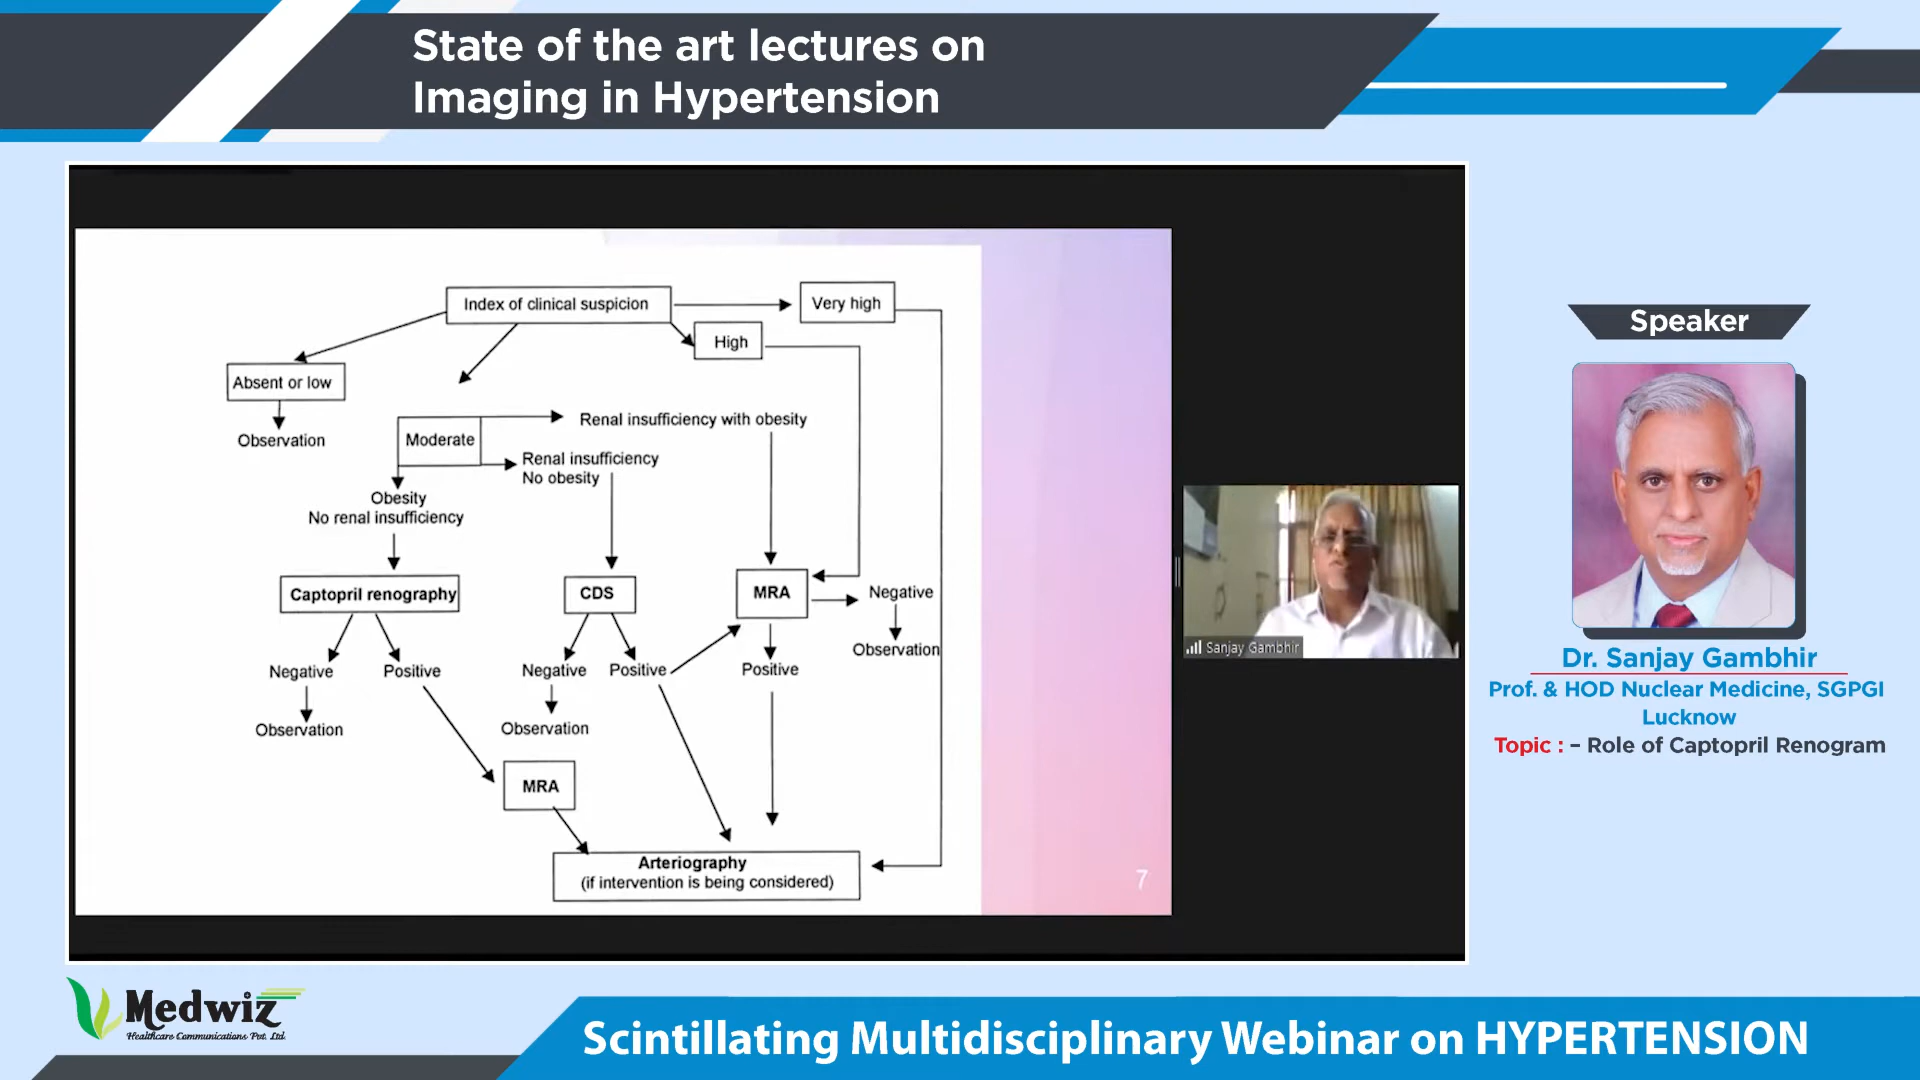 State of the art lectures on
Imaging in Hypertension
Index of clinical suspicion
Very high
High
Absent or low
Observation
Moderate
Renal insufficiency with obesity
Renal insufficiency
No obesity
Obesity
No renal insufficiency
Captopril renography
CDS
MRA
Negative
Observation
Negative
Positive
Negative
Positive
Positive
Observation
Observation
MRA
Arteriography
(if intervention is being considered)
7
Sanjay Gambhir
Speaker
Dr. Sanjay Gambhir
Prof. & HOD Nuclear Medicine, SGPGI
Lucknow
Topic : – Role of Captopril Renogram
Medwiz
Healthcare Communications Pvt. Ltd.
Scintillating Multidisciplinary Webinar on HYPERTENSION